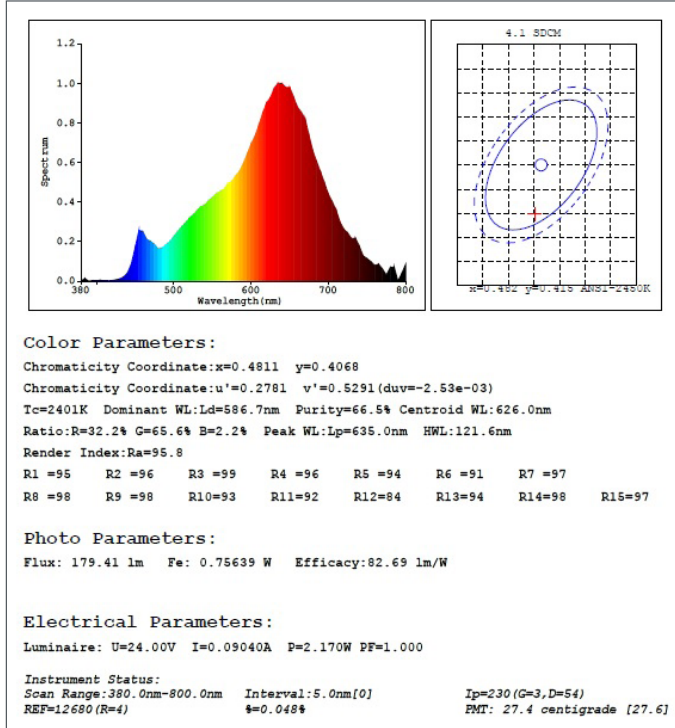 4.1 SDCM
1.2
1.0
0.8
0.6
0.4
0.2
0.0
Spectrum
380 500 600 700 800
Wavelength(nm)
x=0.482 y=0.415 ANSI-2450K
Color Parameters:
Chromaticity Coordinate:x=0.4811 y=0.4068
Chromaticity Coordinate:u'=0.2781 v'=0.5291(duv=-2.53e-03)
Tc=2401K Dominant WL:Ld=586.7nm Purity=66.5% Centroid WL:626.0nm
Ratio:R=32.2% G=65.6% B=2.2% Peak WL:Lp=635.0nm HWL:121.6nm
Render Index:Ra=95.8
R1 =95 R2 =96 R3 =99 R4 =96 R5 =94 R6 =91 R7 =97
R8 =98 R9 =98 R10=93 R11=92 R12=84 R13=94 R14=98 R15=97
Photo Parameters:
Flux: 179.41 lm Fe: 0.75639 W Efficacy:82.69 lm/W
Electrical Parameters:
Luminaire: U=24.00V I=0.09040A P=2.170W PF=1.000
Instrument Status:
Scan Range:380.0nm-800.0nm Interval:5.0nm[0] Ip=230(G=3,D=54)
REF=12680(R=4) %=0.048% PMT: 27.4 centigrade [27.6]